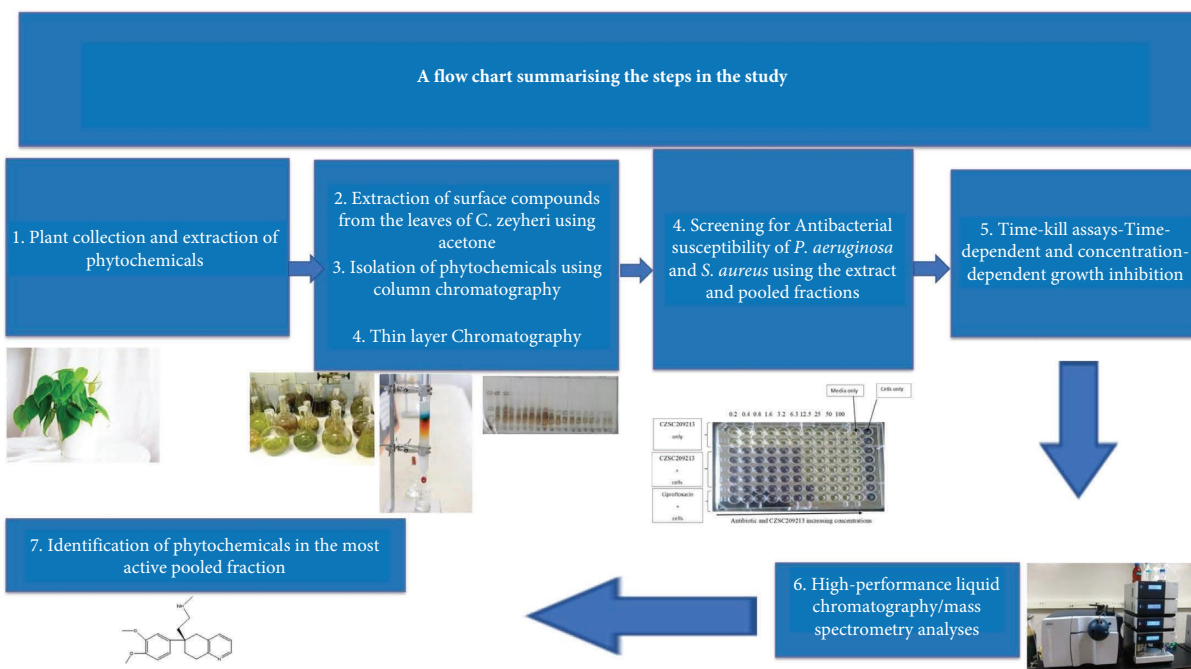 A flow chart summarising the steps in the study
1. Plant collection and extraction of
phytochemicals
2. Extraction of surface compounds
from the leaves of C. zeyheri using
acetone
3. Isolation of phytochemicals using
column chromatography
4. Thin layer Chromatography
4. Screening for Antibacterial
susceptibility of P. aeruginosa
and S. aureus using the extract
and pooled fractions
5. Time-kill assays-Time-
dependent and concentration-
dependent growth inhibition
Media only
Cells only
0.2 0.4 0.8 1.6 3.2 6.3 12.5 25 50 100
CZSC209213
only
CZSC209213
+
cells
Ciprofloxacin
+
cells
Antibiotic and CZSC209213 increasing concentrations
6. High-performance liquid
chromatography/mass
spectrometry analyses
7. Identification of phytochemicals in the most
active pooled fraction
NH
O
O
N